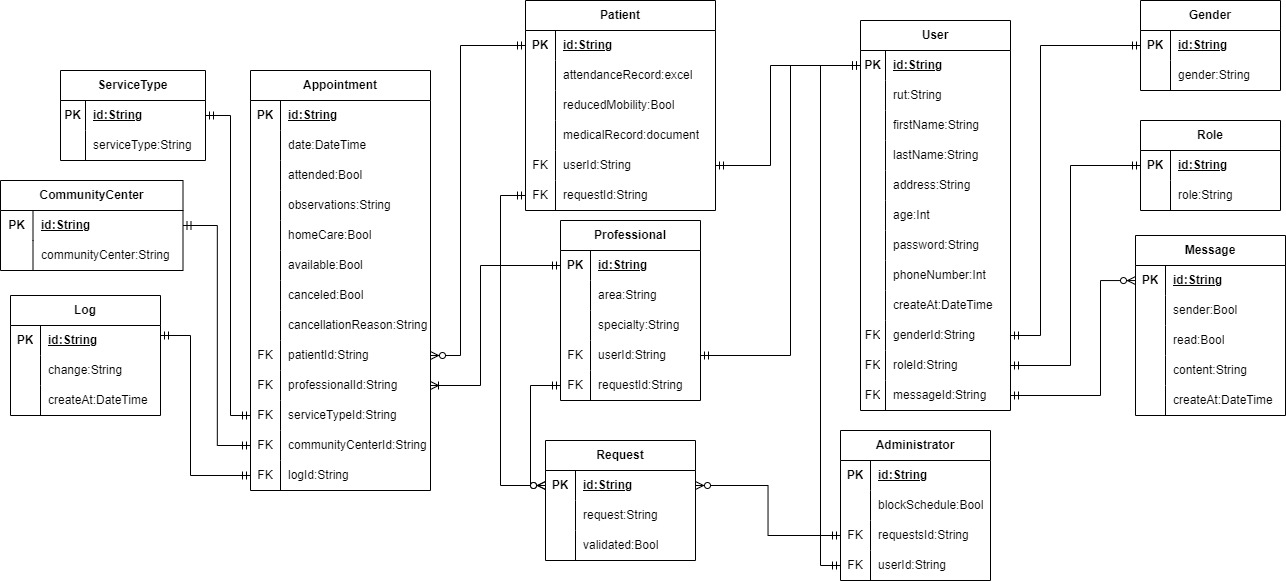 ServiceType
PK id:String
serviceType:String
CommunityCenter
PK id:String
communityCenter:String
Log
PK id:String
change:String
createAt:DateTime
Appointment
PK id:String
date:DateTime
attended:Bool
observations:String
homeCare:Bool
available:Bool
canceled:Bool
cancellationReason:String
FK patientId:String
FK professionalId:String
FK serviceTypeId:String
FK communityCenterId:String
FK logId:String
Patient
PK id:String
attendanceRecord:excel
reducedMobility:Bool
medicalRecord:document
FK userId:String
FK requestId:String
Professional
PK id:String
area:String
specialty:String
FK userId:String
FK requestId:String
Request
PK id:String
request:String
validated:Bool
User
PK id:String
rut:String
firstName:String
lastName:String
address:String
age:Int
password:String
phoneNumber:Int
createAt:DateTime
FK genderId:String
FK roleId:String
FK messageId:String
Administrator
PK id:String
blockSchedule:Bool
FK requestsId:String
FK userId:String
Gender
PK id:String
gender:String
Role
PK id:String
role:String
Message
PK id:String
sender:Bool
read:Bool
content:String
createAt:DateTime